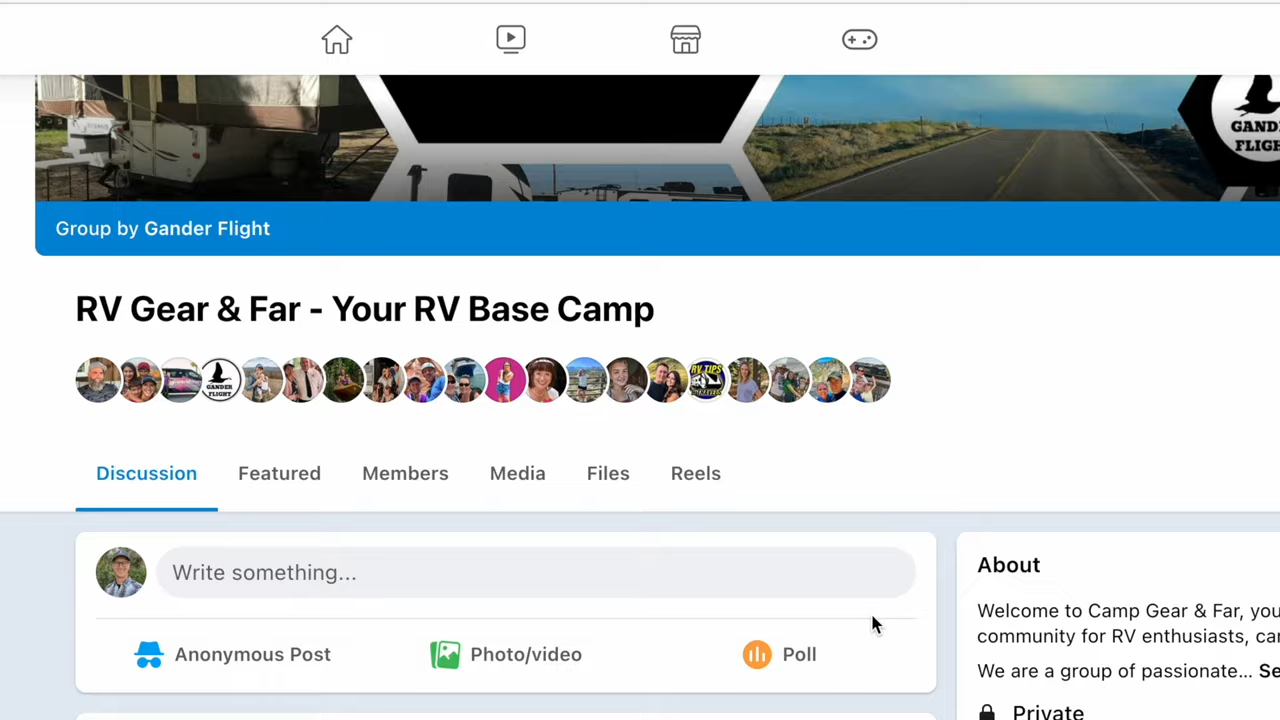 GANDE
FLIGH
Group by Gander Flight
RV Gear & Far - Your RV Base Camp
GANDER
FLIGHT
RV TIPS
Discussion
Featured
Members
Media
Files
Reels
Write something...
Anonymous Post
Photo/video
Poll
About
Welcome to Camp Gear & Far, you
community for RV enthusiasts, ca
We are a group of passionate... Se
Private